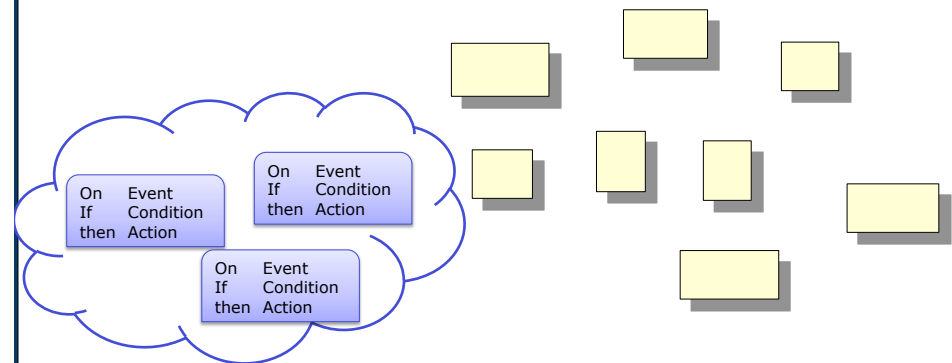 On Event
If Condition
then Action
On Event
If Condition
then Action
On Event
If Condition
then Action